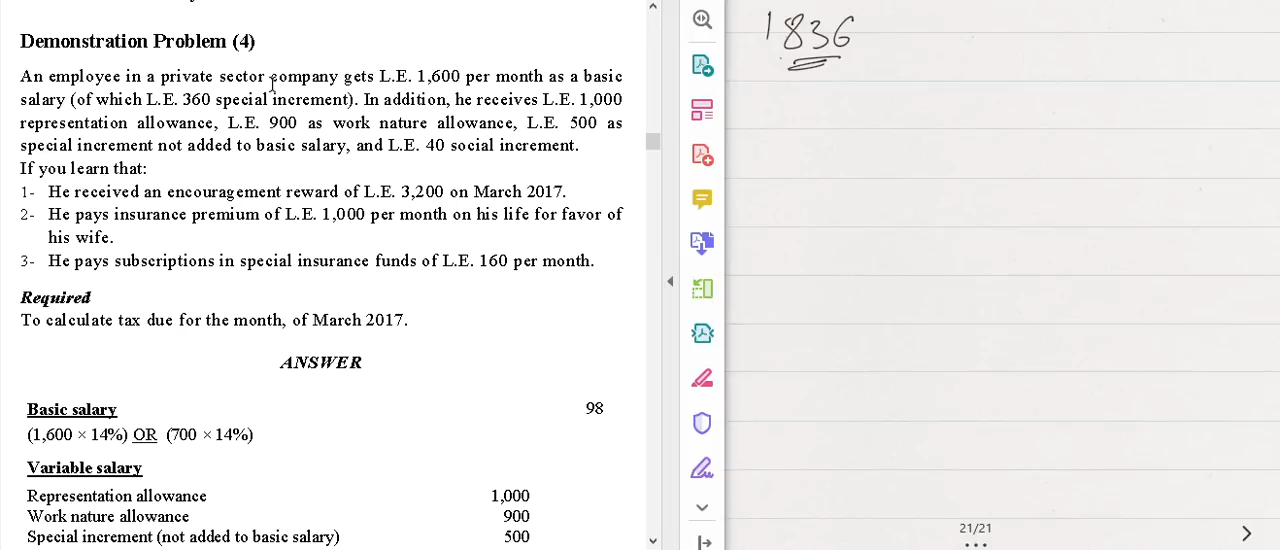 Demonstration Problem (4)
An employee in a private sector company gets L.E. 1,600 per month as a basic
salary (of which L.E. 360 special increment). In addition, he receives L.E. 1,000
representation allowance, L.E. 900 as work nature allowance, L.E. 500 as
special increment not added to basic salary, and L.E. 40 social increment.
If you learn that:
1- He received an encouragement reward of L.E. 3,200 on March 2017.
2- He pays insurance premium of L.E. 1,000 per month on his life for favor of
his wife.
3- He pays subscriptions in special insurance funds of L.E. 160 per month.
Required
To calculate tax due for the month, of March 2017.
ANSWER
Basic salary 98
(1,600 × 14%) OR (700 × 14%)
Variable salary
Representation allowance 1,000
Work nature allowance 900
Special increment (not added to basic salary) 500
1836
21/21